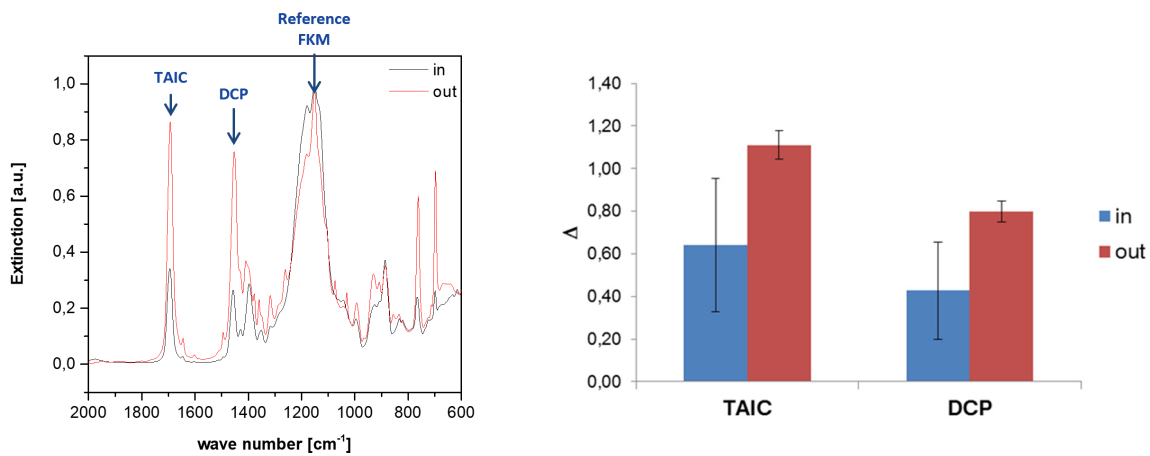 Reference
FKM
TAIC
DCP
in
out
1,0
0,8
0,6
0,4
0,2
0,0
Extinction [a.u.]
2000 1800 1600 1400 1200 1000 800 600
wave number [cm⁻¹]
1,40
1,20
1,00
0,80
0,60
0,40
0,20
0,00
Δ
TAIC DCP
in
out